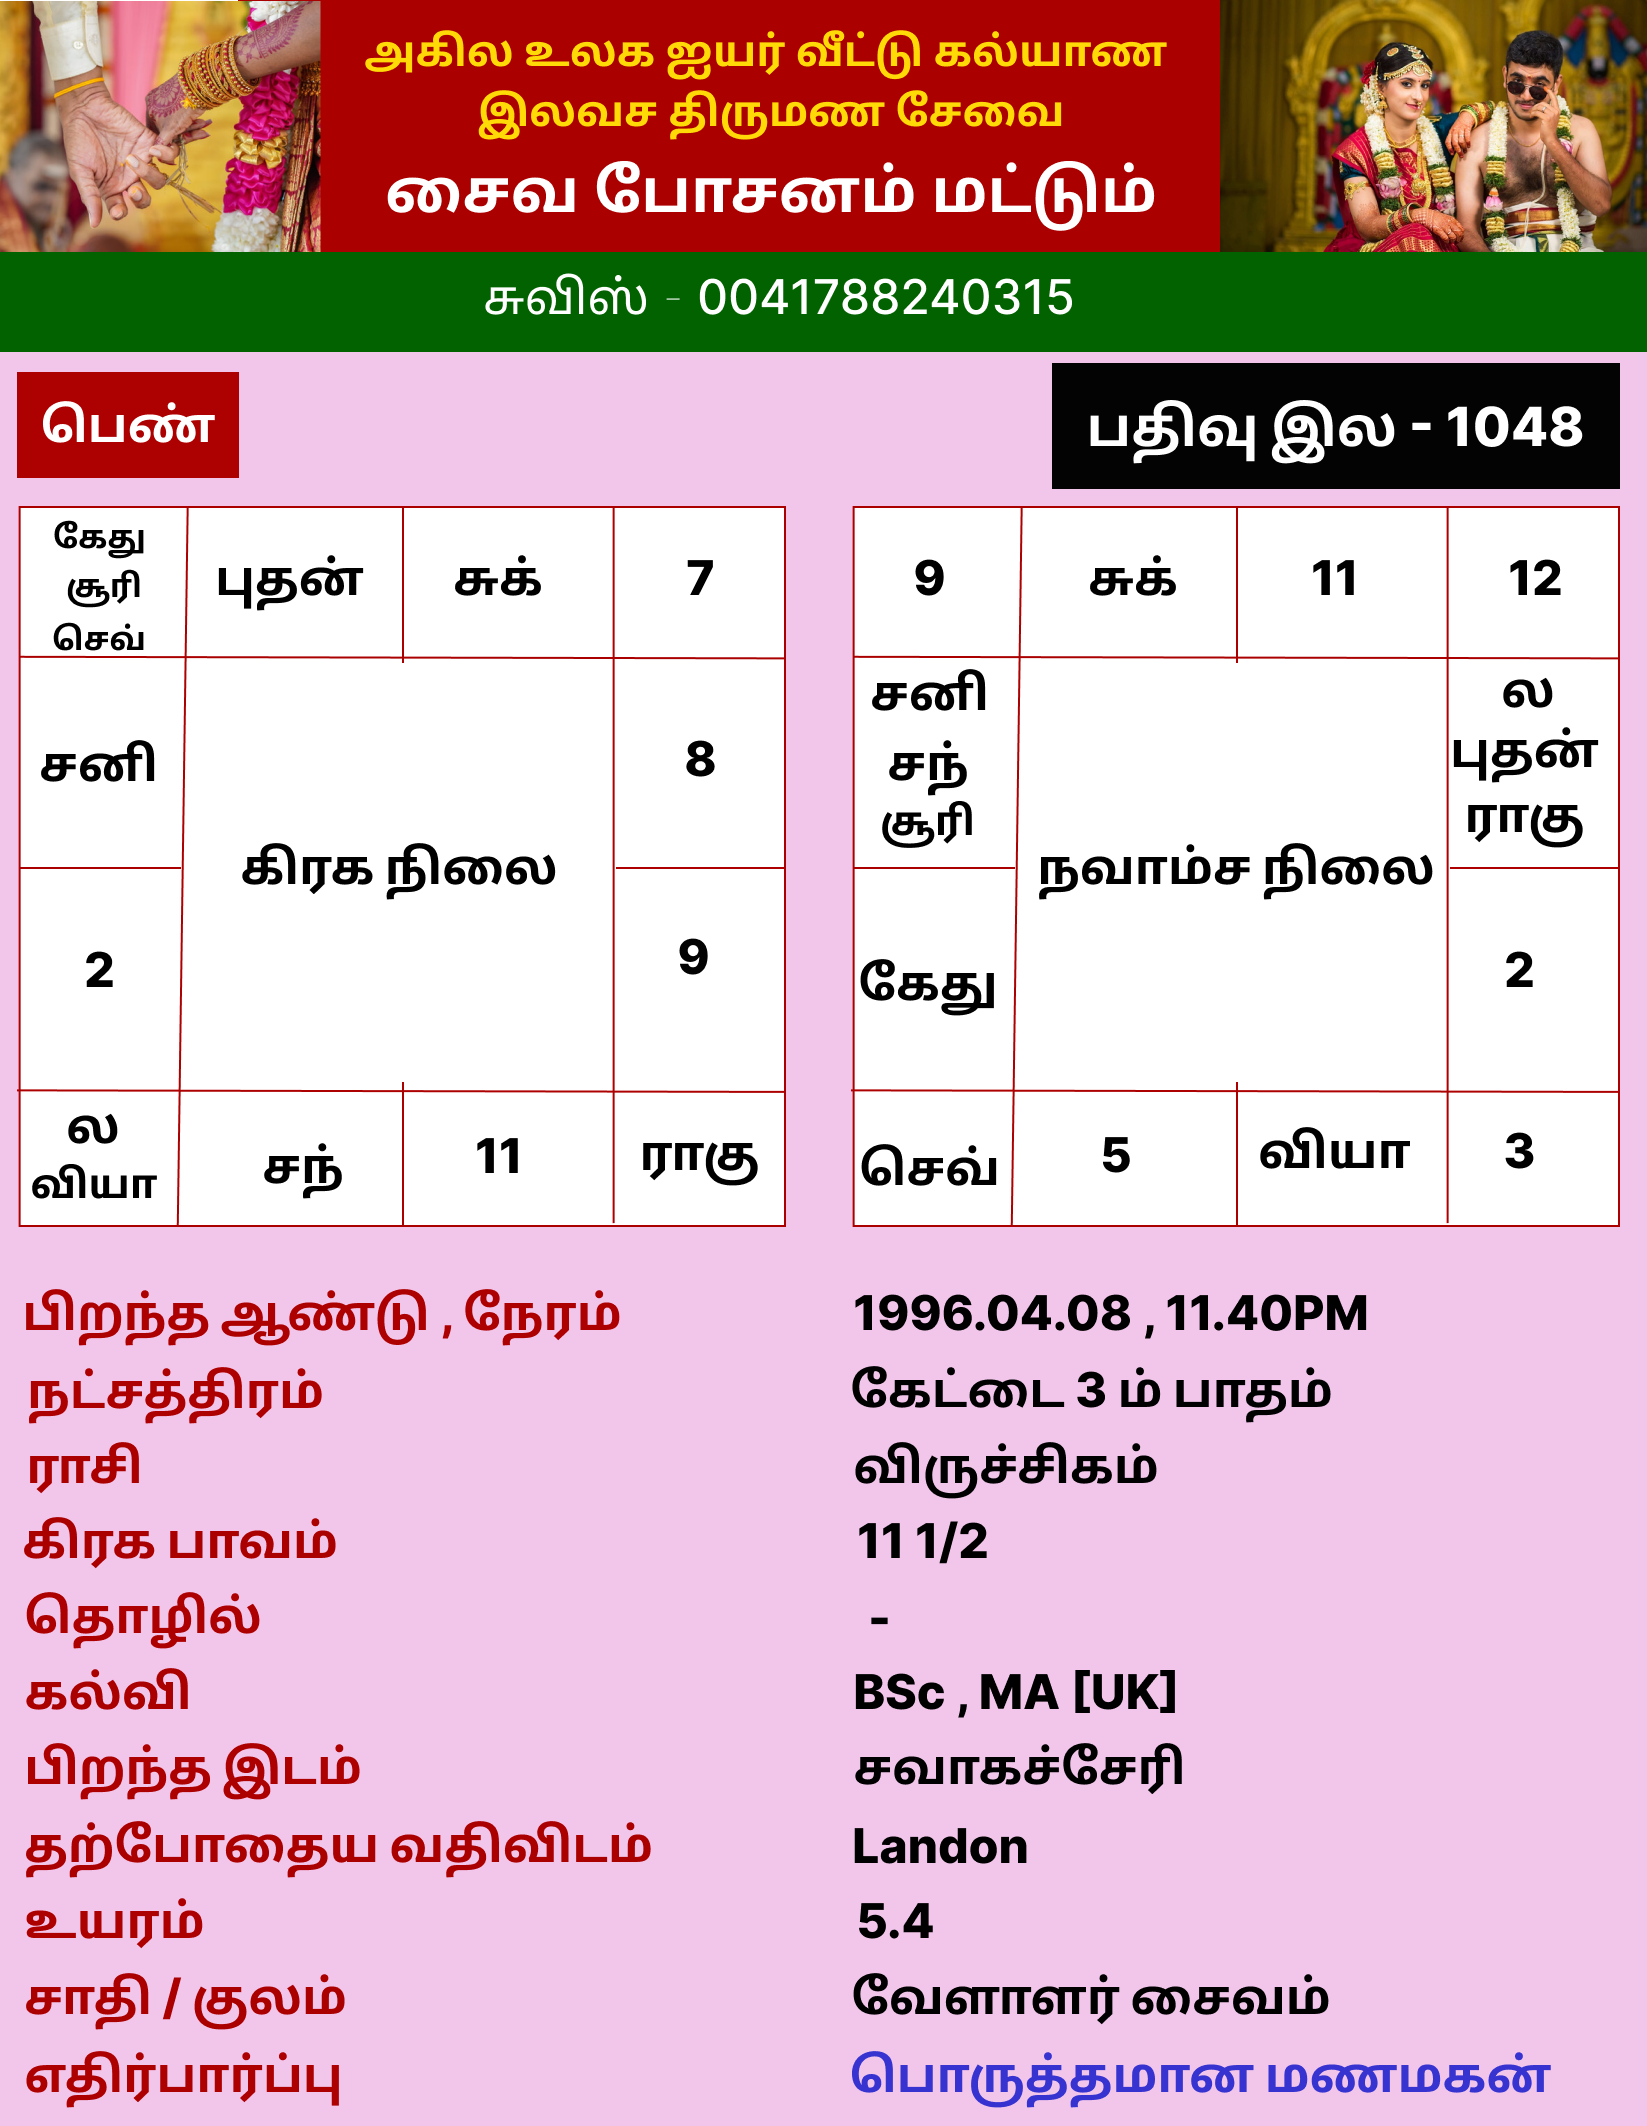 அகில உலக ஐயர் வீட்டு கல்யாண
இலவச திருமண சேவை
சைவ போசனம் மட்டும்
சுவிஸ் - 0041788240315
பெண்
பதிவு இல - 1048
கேது
சூரி
செவ்
புதன்
சுக்
7
சனி
8
கிரக நிலை
2
9
ல
வியா
சந்
11
ராகு
9
சுக்
11
12
சனி
சந்
சூரி
ல
புதன்
ராகு
நவாம்ச நிலை
கேது
2
செவ்
5
வியா
3
பிறந்த ஆண்டு , நேரம் 1996.04.08 , 11.40PM
நட்சத்திரம் கேட்டை 3 ம் பாதம்
ராசி விருச்சிகம்
கிரக பாவம் 11 1/2
தொழில் -
கல்வி BSc , MA [UK]
பிறந்த இடம் சவாகச்சேரி
தற்போதைய வதிவிடம் Landon
உயரம் 5.4
சாதி / குலம் வேளாளர் சைவம்
எதிர்பார்ப்பு பொருத்தமான மணமகன்